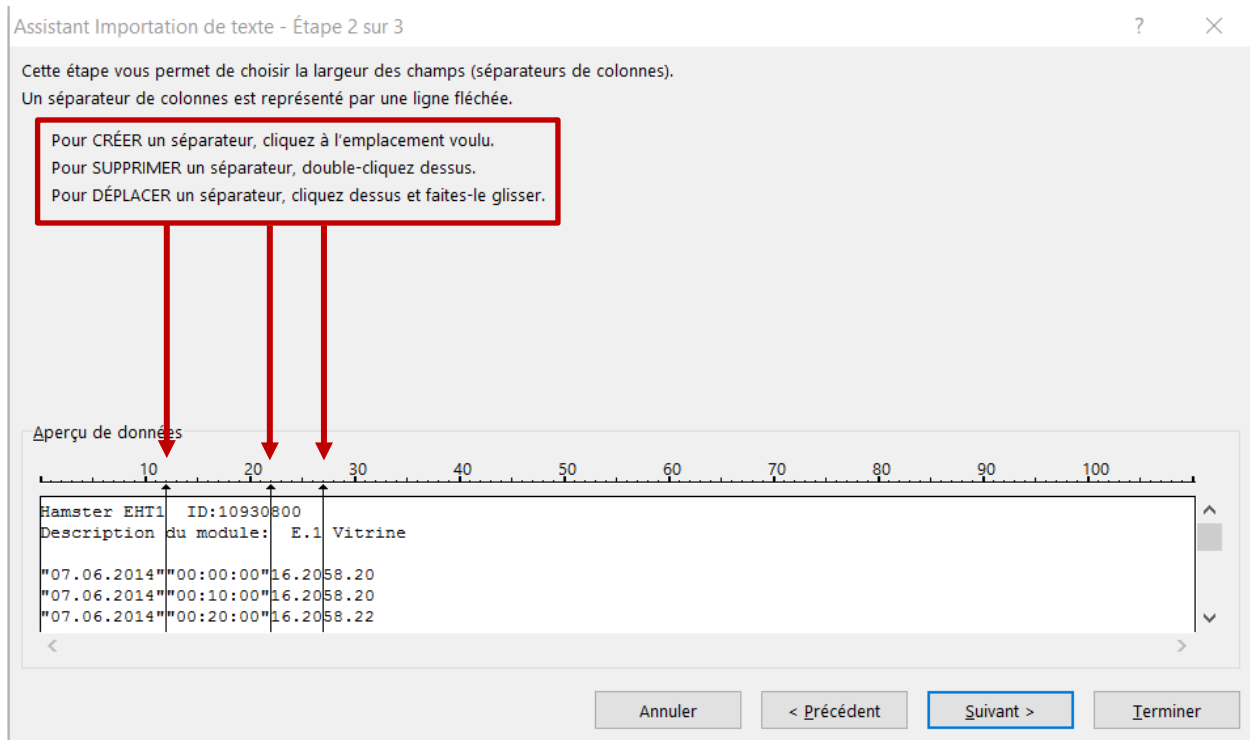 Assistant Importation de texte - Étape 2 sur 3
Cette étape vous permet de choisir la largeur des champs (séparateurs de colonnes).
Un séparateur de colonnes est représenté par une ligne fléchée.
Pour CRÉER un séparateur, cliquez à l'emplacement voulu.
Pour SUPPRIMER un séparateur, double-cliquez dessus.
Pour DÉPLACER un séparateur, cliquez dessus et faites-le glisser.
Aperçu de données
10 20 30 40 50 60 70 80 90 100
Hamster EHT1 ID:10930800
Description du module: E.1 Vitrine
"07.06.2014""00:00:00"16.2058.20
"07.06.2014""00:10:00"16.2058.20
"07.06.2014""00:20:00"16.2058.22
Annuler < Précédent Suivant > Terminer